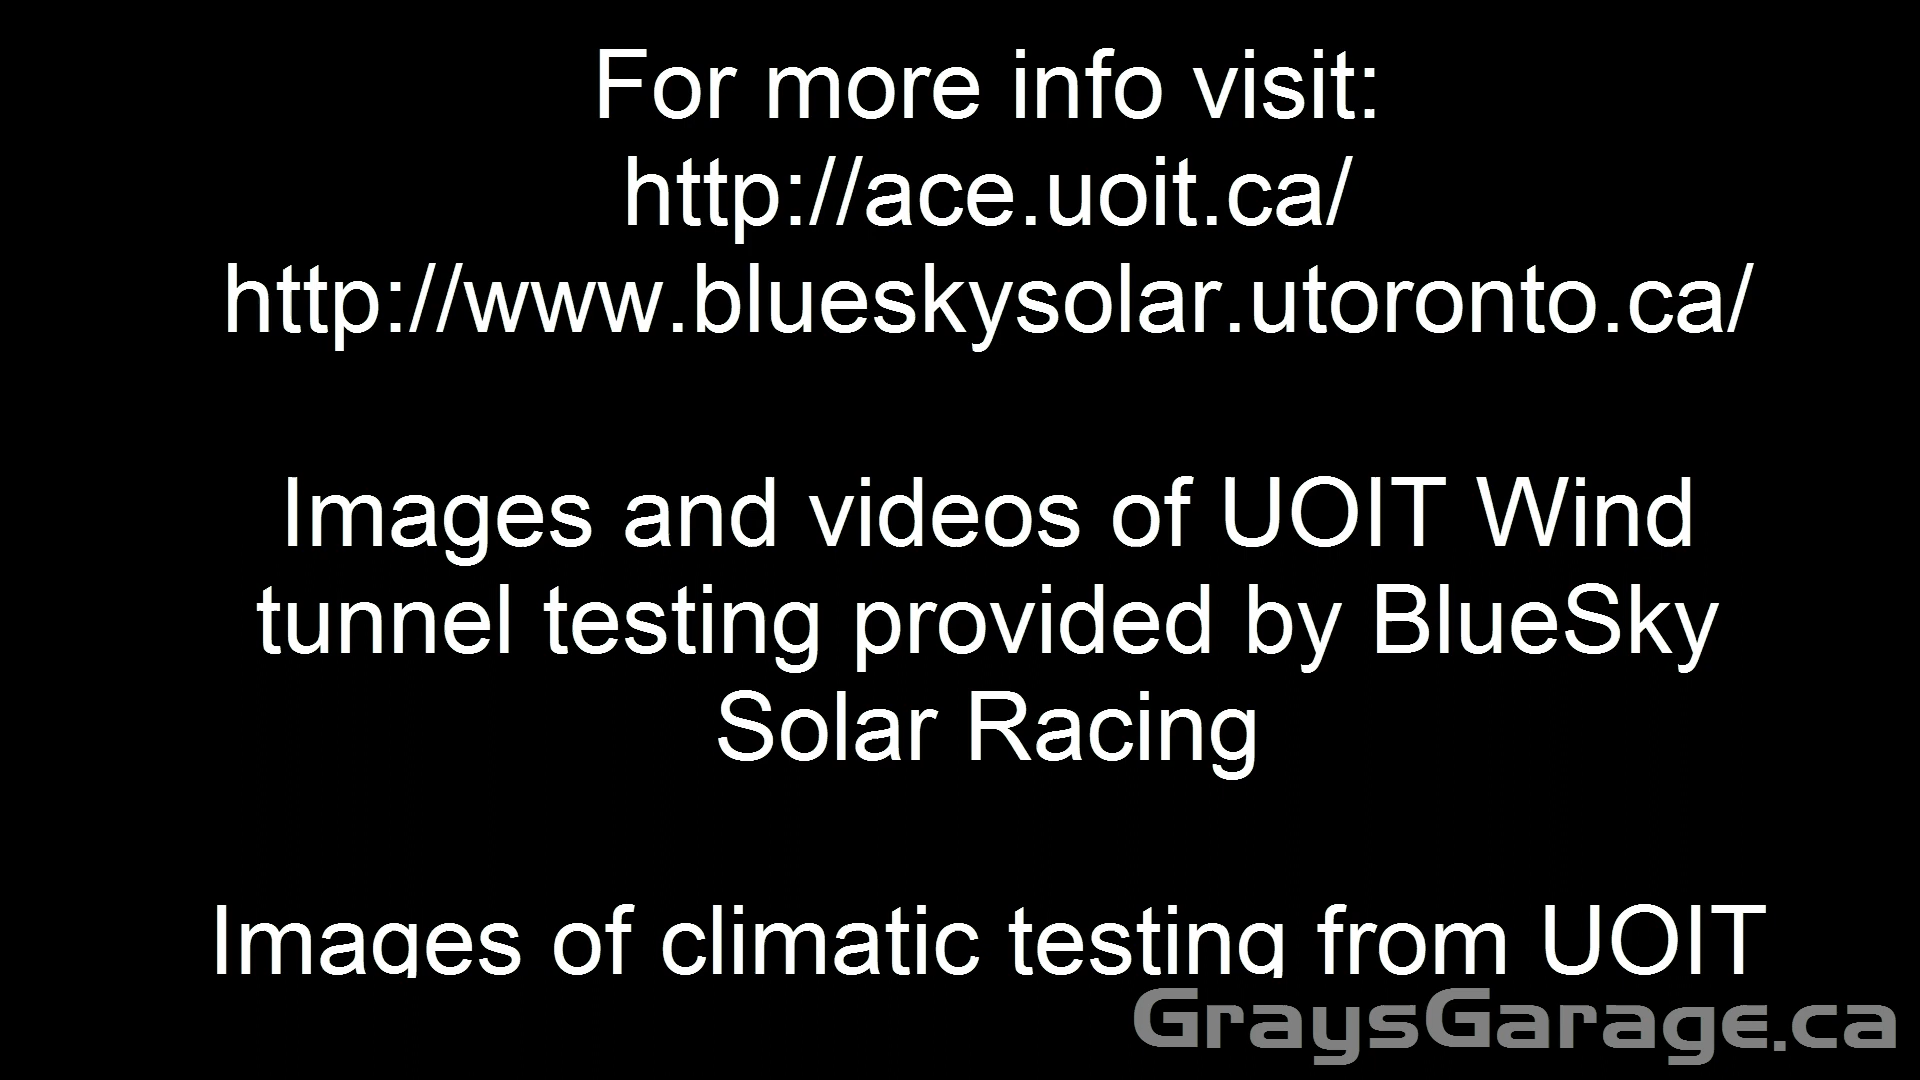 For more info visit:
http://ace.uoit.ca/
http://www.blueskysolar.utoronto.ca/
Images and videos of UOIT Wind
tunnel testing provided by BlueSky
Solar Racing
Images of climatic testing from UOIT
GraysGarage.ca